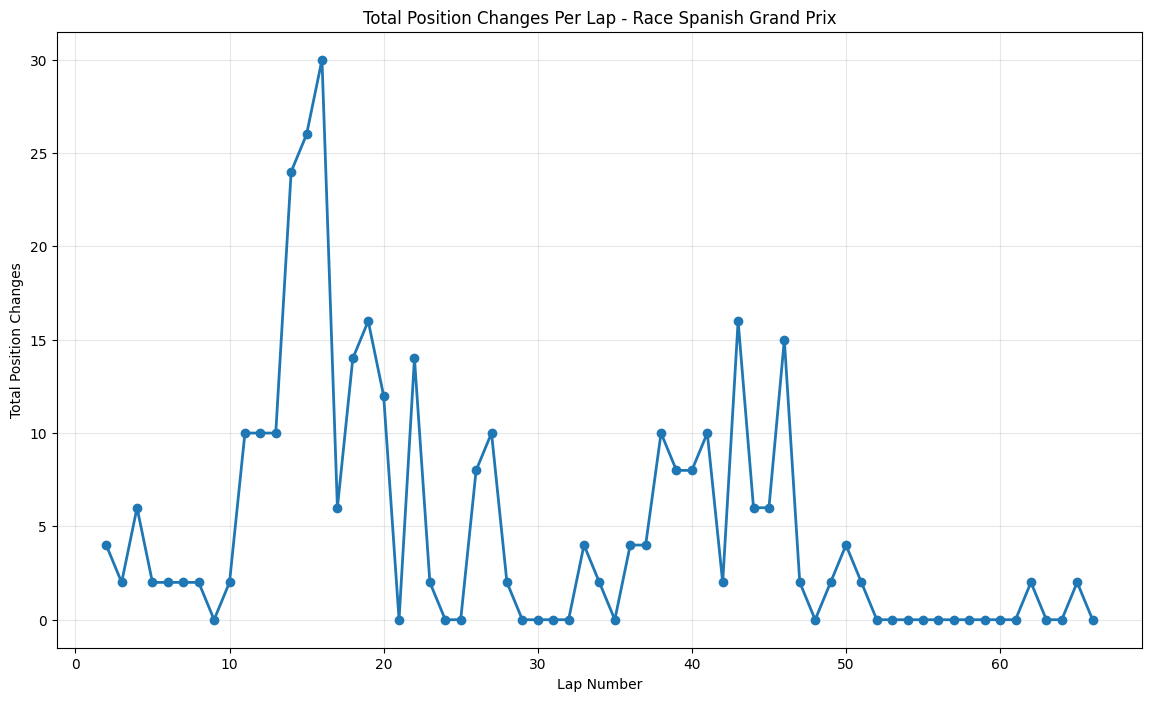 Total Position Changes Per Lap - Race Spanish Grand Prix
Total Position Changes
30
25
20
15
10
5
0
0 10 20 30 40 50 60
Lap Number